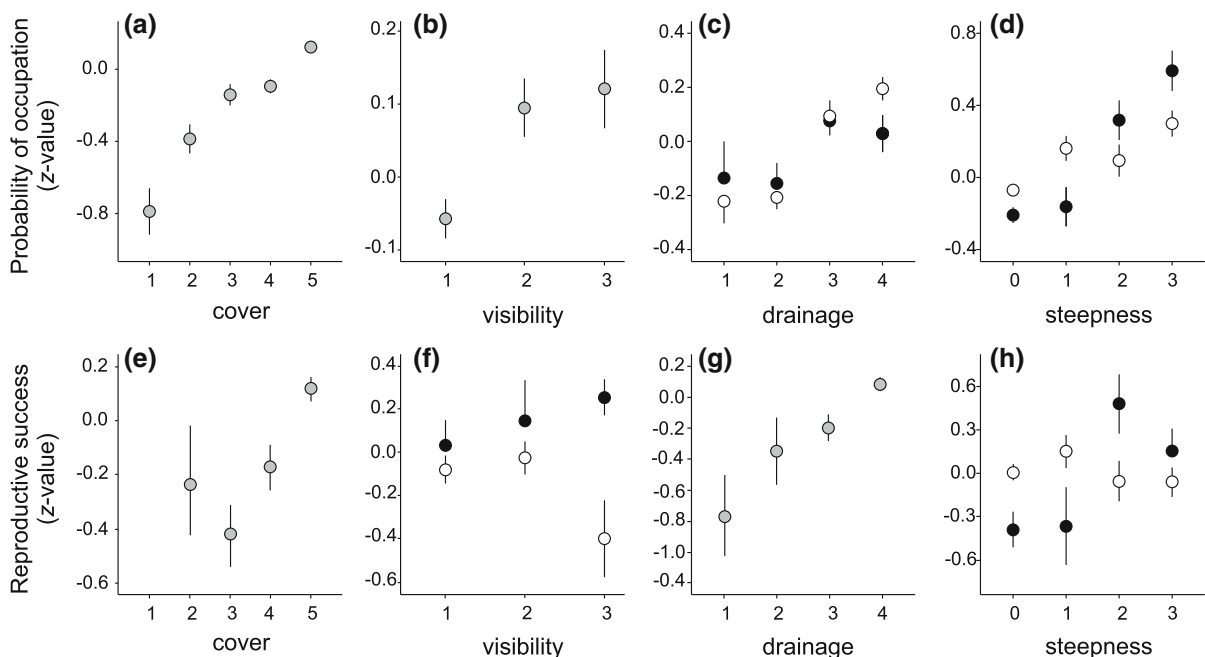 Probability of occupation
(z-value)
(a)
0.0
-0.4
-0.8
1 2 3 4 5
cover
(b)
0.2
0.1
0.0
-0.1
1 2 3
visibility
(c)
0.4
0.2
0.0
-0.2
-0.4
1 2 3 4
drainage
(d)
0.8
0.4
0.0
-0.4
0 1 2 3
steepness
Reproductive success
(z-value)
(e)
0.2
0.0
-0.2
-0.4
-0.6
1 2 3 4 5
cover
(f)
0.4
0.2
0.0
-0.2
-0.4
-0.6
1 2 3
visibility
(g)
0.2
0.0
-0.2
-0.4
-0.6
-0.8
-1.0
-0.4
1 2 3 4
drainage
(h)
0.6
0.3
0.0
-0.3
-0.6
0 1 2 3
steepness